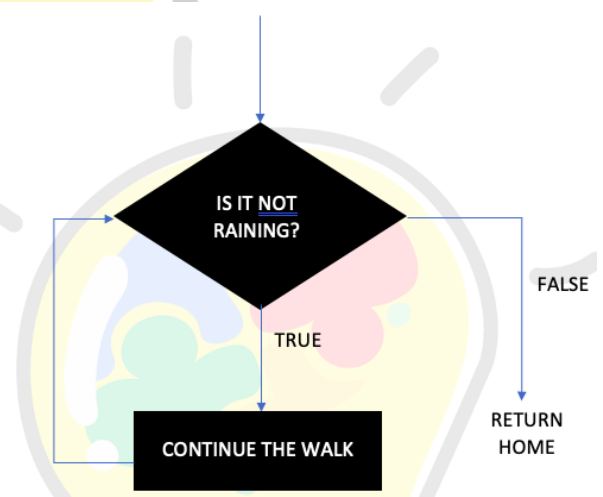 IS IT NOT
RAINING?
FALSE
TRUE
RETURN
HOME
CONTINUE THE WALK